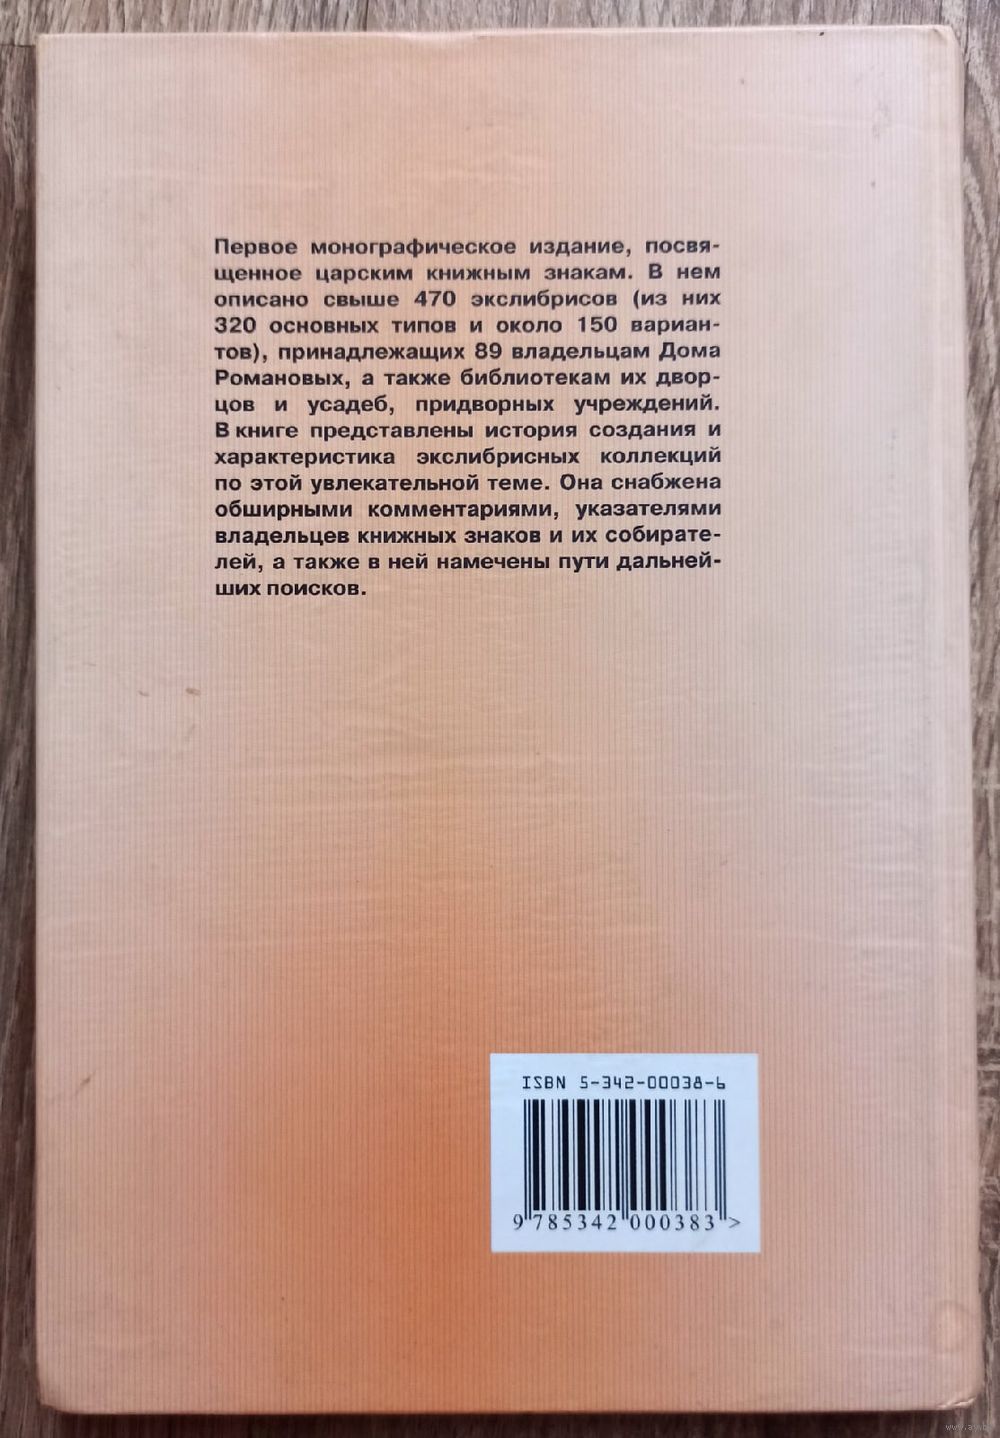 Первое монографическое издание, посвя-
щенное царским книжным знакам. В нем
описано свыше 470 экслибрисов (из них
320 основных типов и около 150 вариан-
тов), принадлежащих 89 владельцам Дома
Романовых, а также библиотекам их двор-
цов и усадеб, придворных учреждений.
В книге представлены история создания и
характеристика экслибрисных коллекций
по этой увлекательной теме. Она снабжена
обширными комментариями, указателями
владельцев книжных знаков и их собирате-
лей, а также в ней намечены пути дальней-
ших поисков.
ISBN 5-342-00038-6
9 785342 000383 >